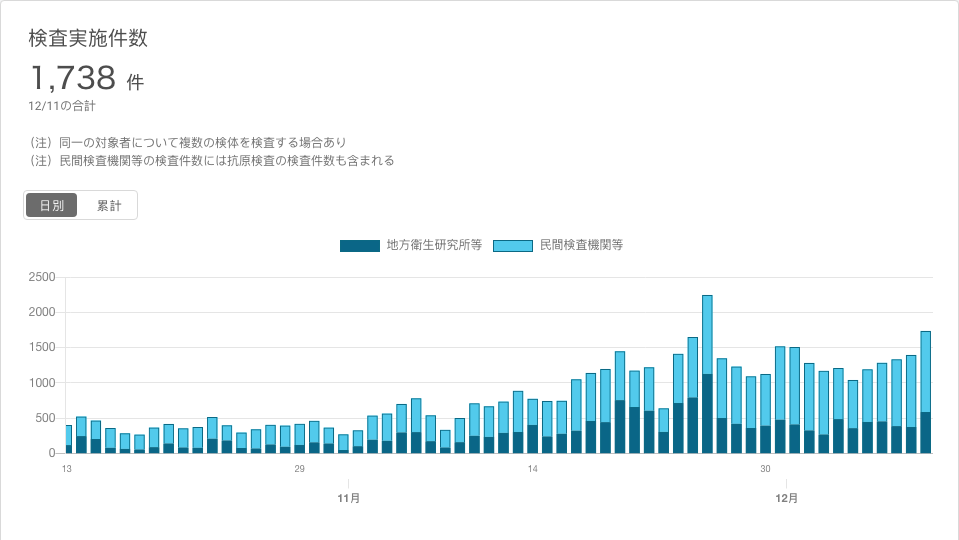 検査実施件数
1,738 件
12/11の合計
（注）同一の対象者について複数の検体を検査する場合あり
（注）民間検査機関等の検査件数には抗原検査の検査件数も含まれる
日別 累計
地方衛生研究所等 民間検査機関等
2500
2000
1500
1000
500
0
13 29 14 30
11月 12月